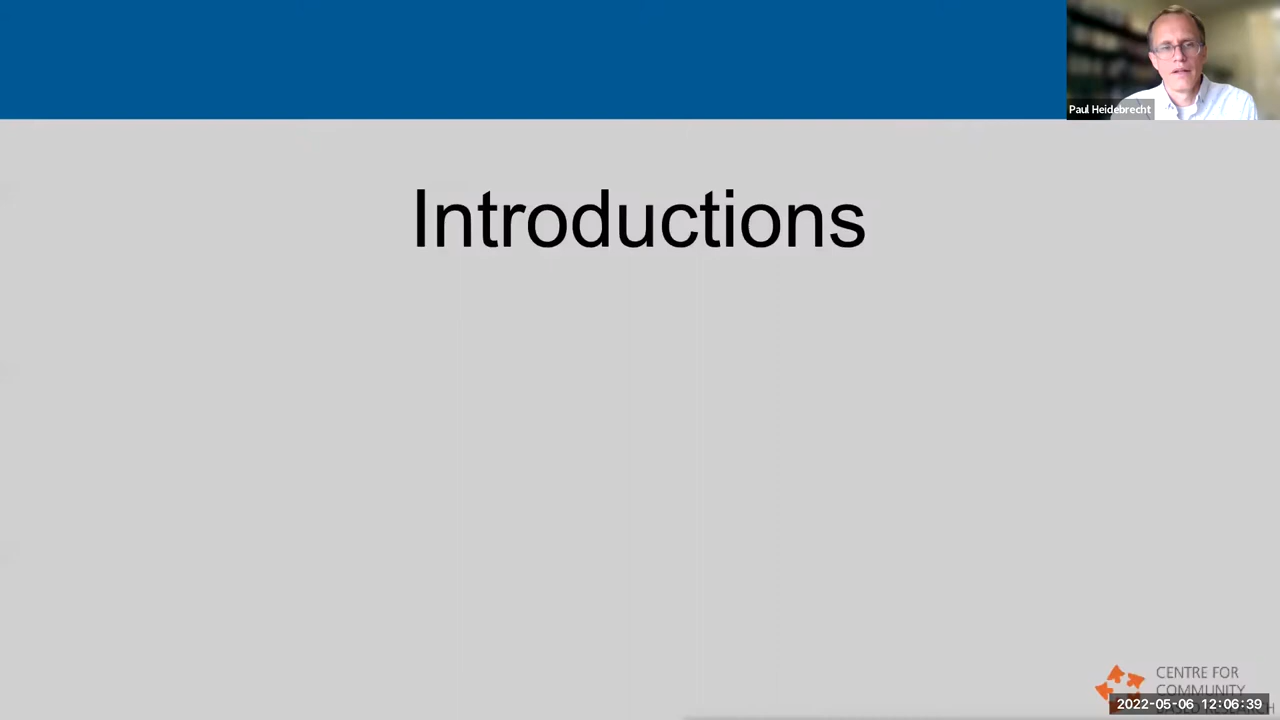 Paul Heidebrecht
Introductions
CENTRE FOR
COMMUNITY
2022-05-06 12:06:39